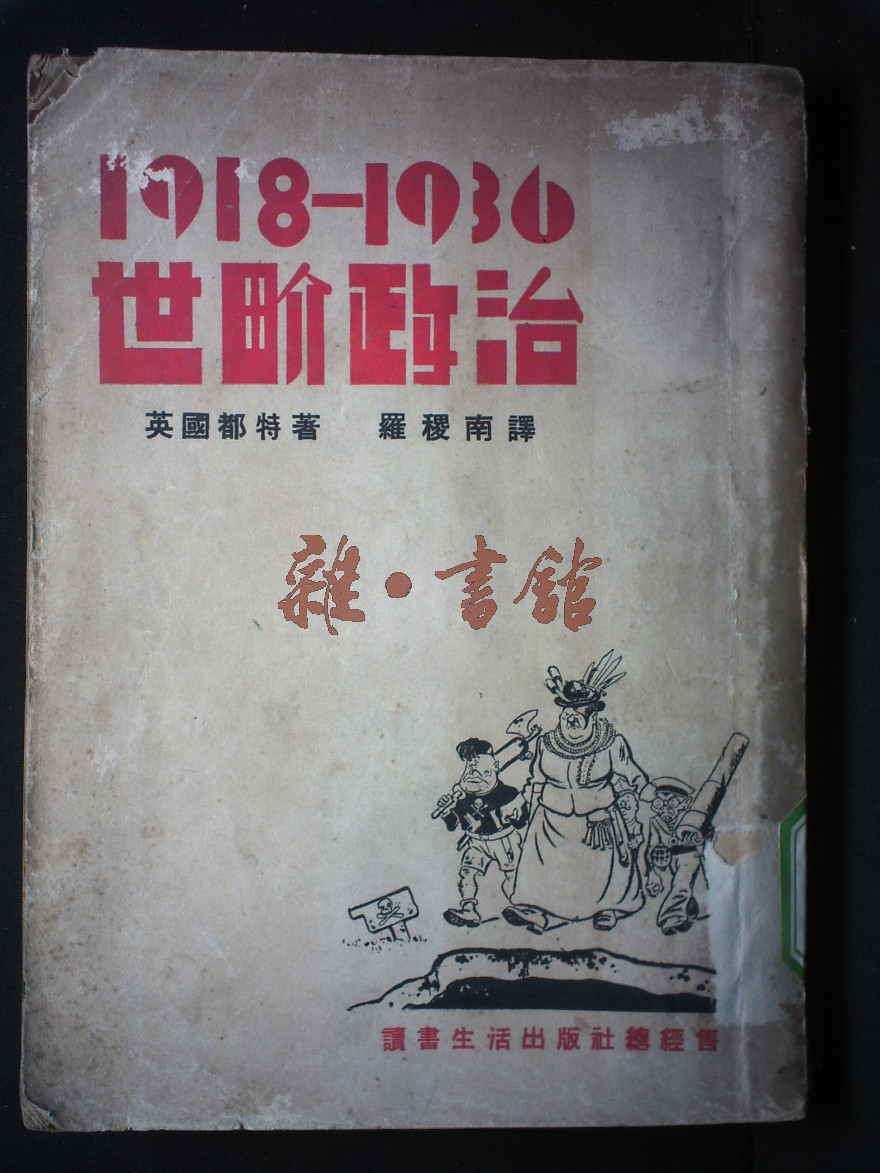 1918–1936
世界政治
英國都特著 羅稷南譯
雜·書館
讀書生活出版社總經售